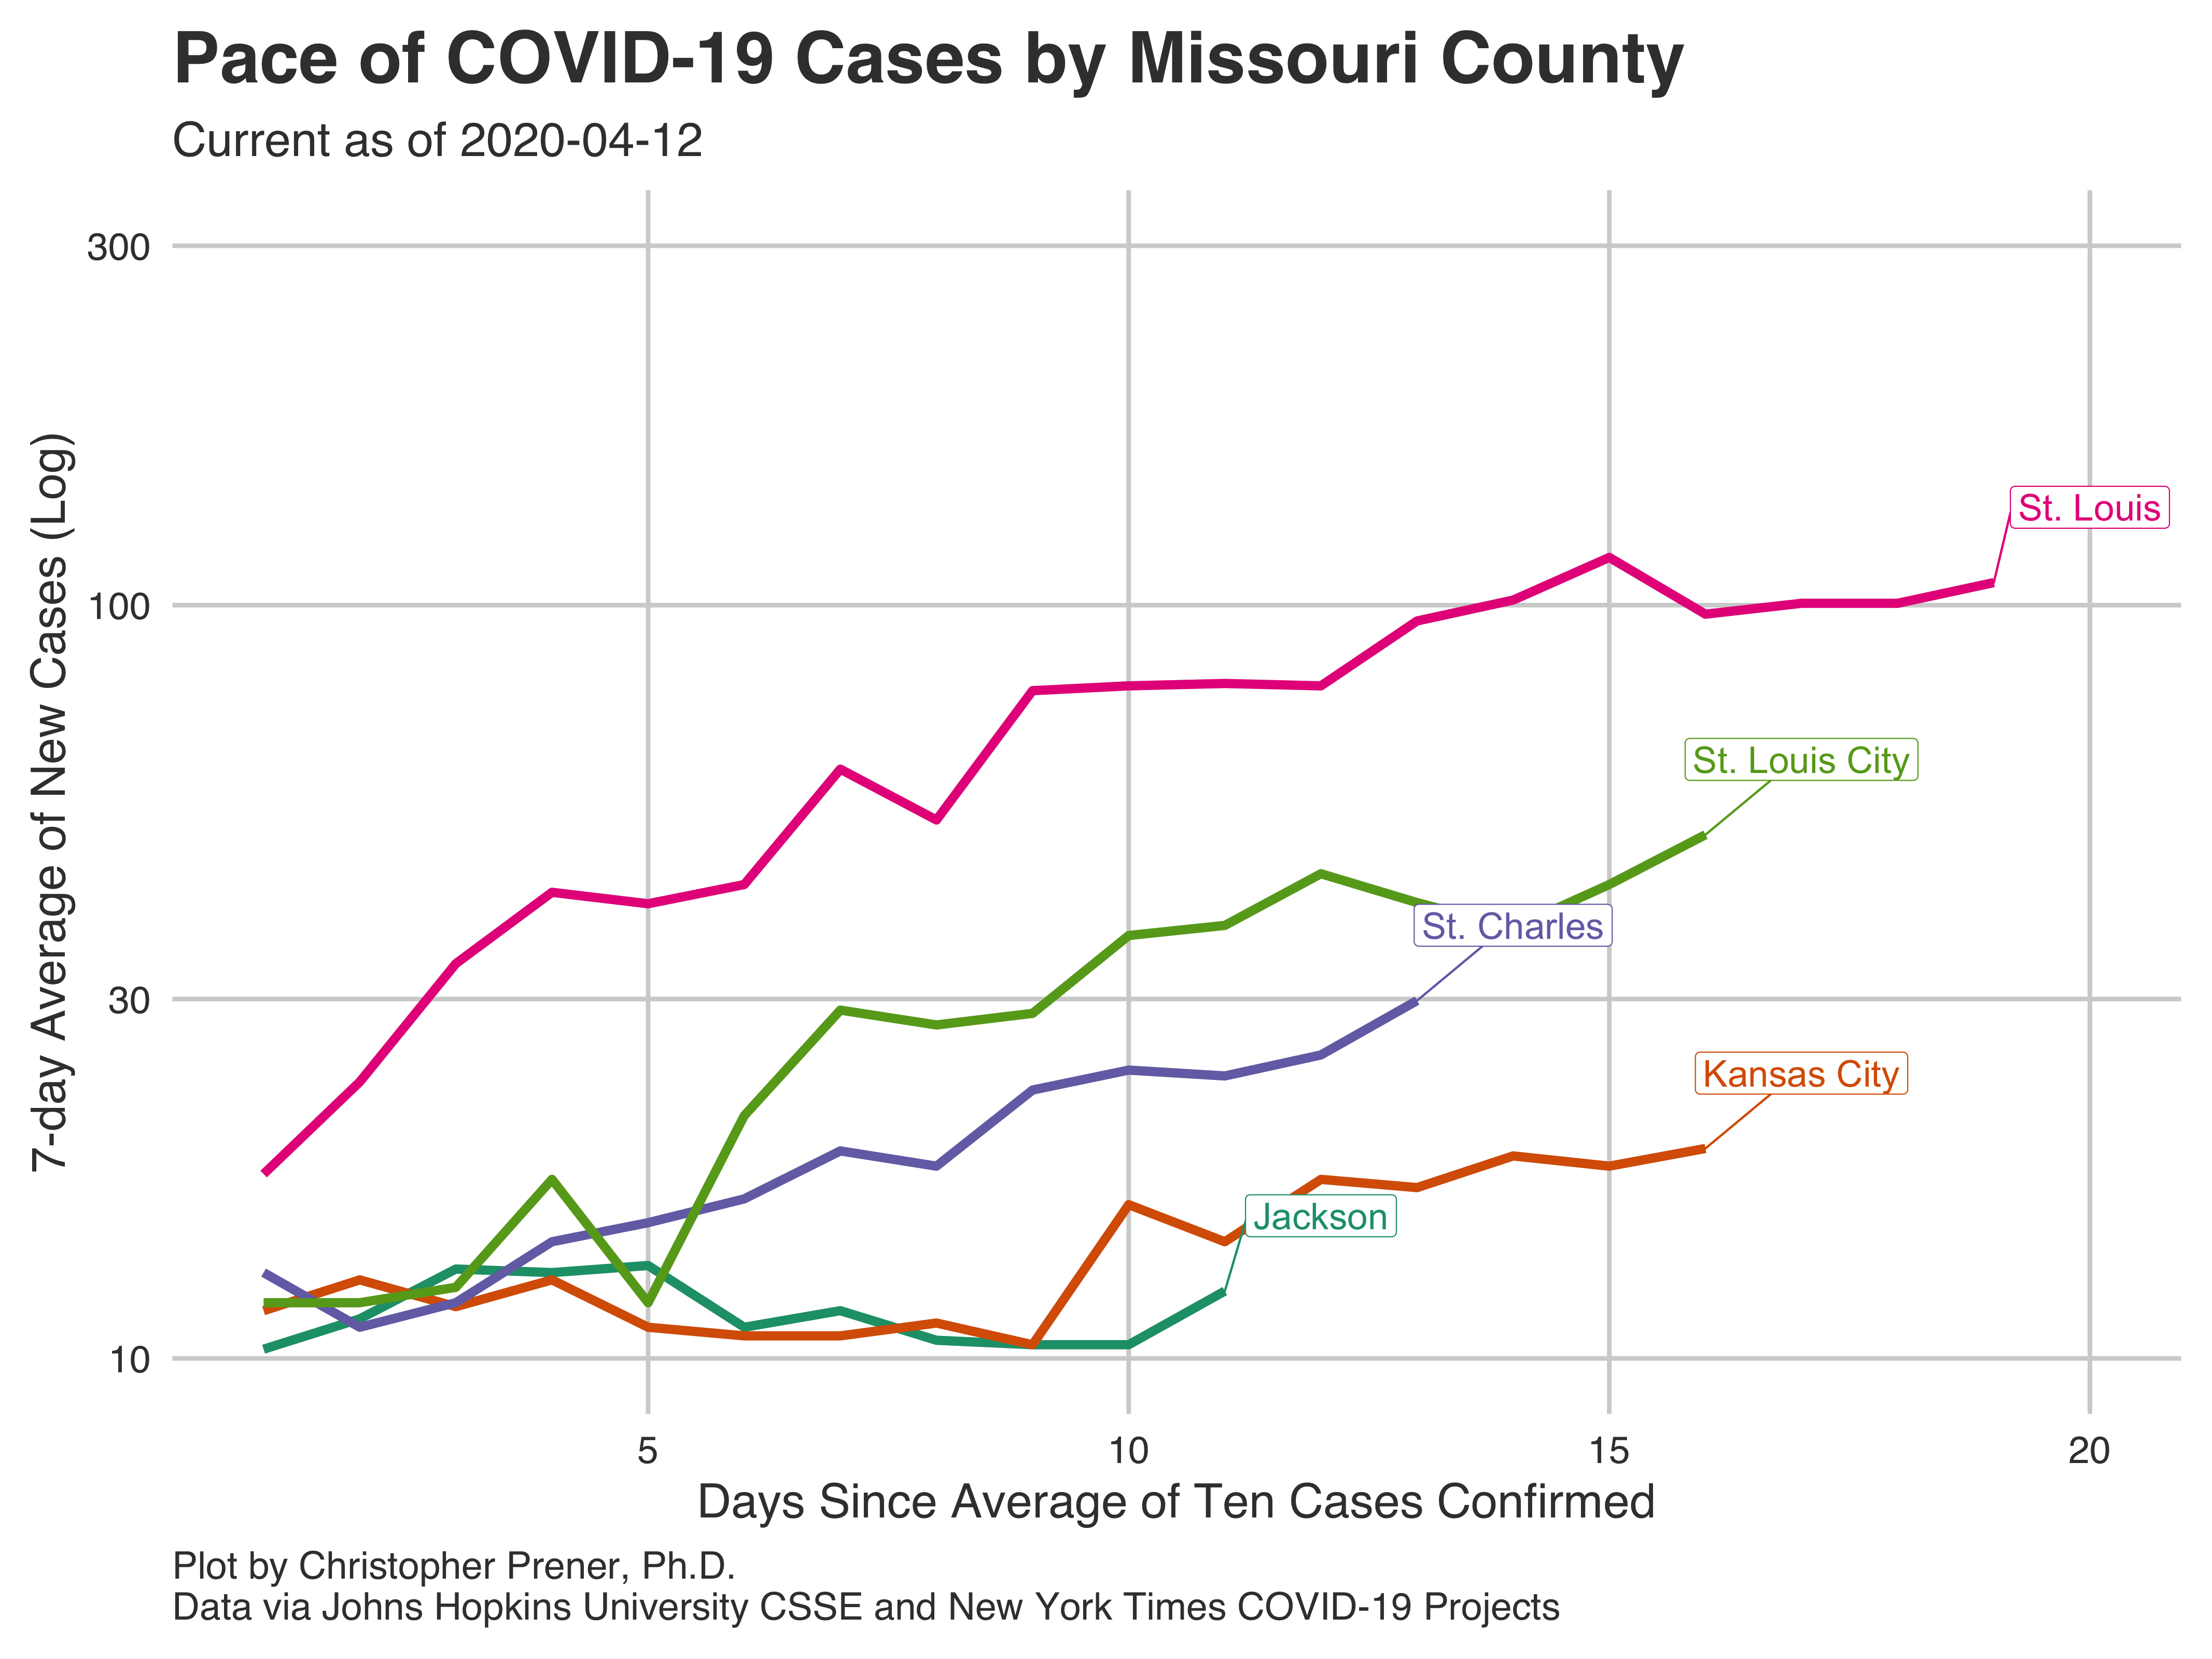 Pace of COVID-19 Cases by Missouri County
Current as of 2020-04-12
7-day Average of New Cases (Log)
300
100
30
10
St. Louis
St. Louis City
St. Charles
Kansas City
Jackson
5
10
15
20
Days Since Average of Ten Cases Confirmed
Plot by Christopher Prener, Ph.D.
Data via Johns Hopkins University CSSE and New York Times COVID-19 Projects